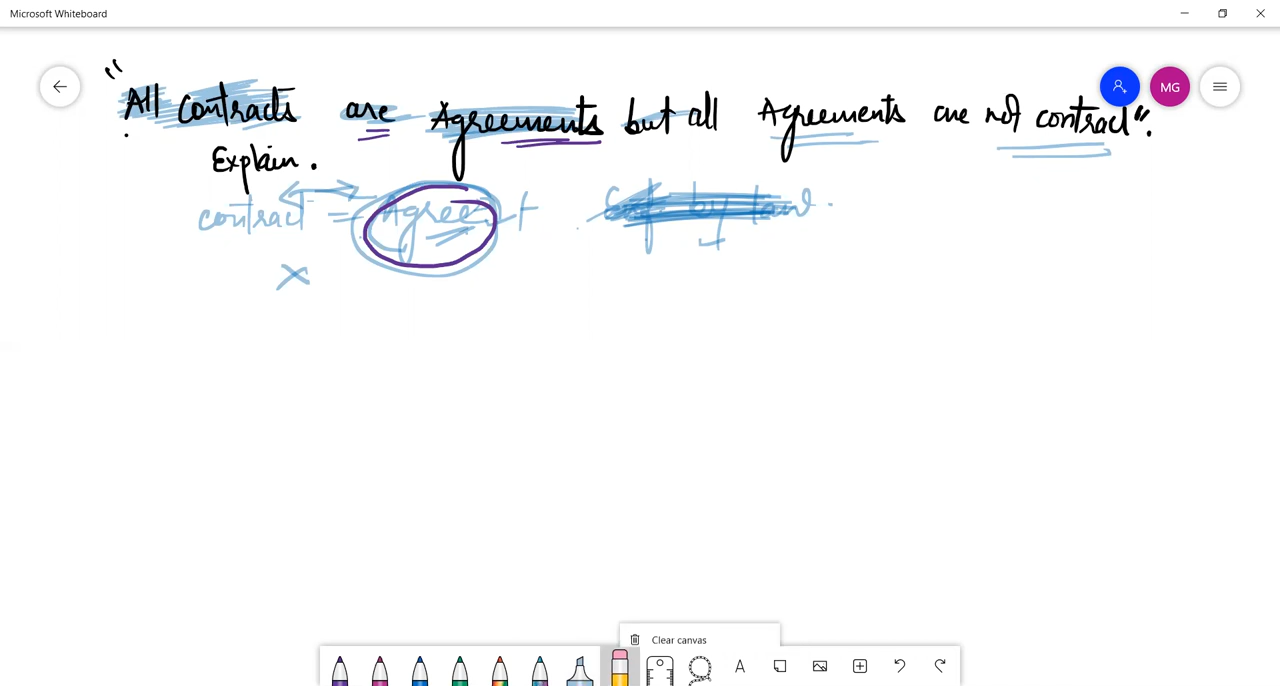 Microsoft Whiteboard
MG
"All Contracts are Agreements but all Agreements are not contract".
Explain.
contract = Agree by law.
Clear canvas